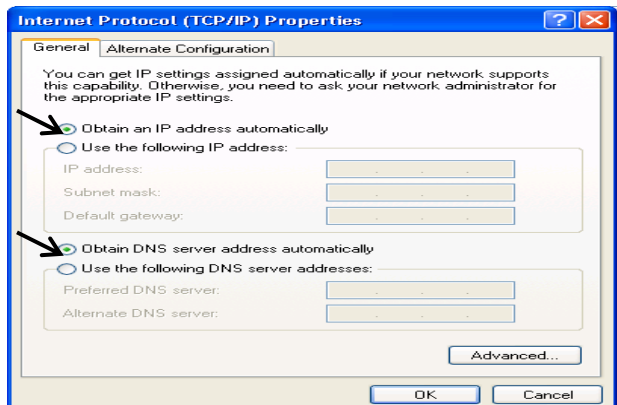 Internet Protocol (TCP/IP) Properties
General
Alternate Configuration
You can get IP settings assigned automatically if your network supports
this capability. Otherwise, you need to ask your network administrator for
the appropriate IP settings.
Obtain an IP address automatically
Use the following IP address:
IP address:
Subnet mask:
Default gateway:
Obtain DNS server address automatically
Use the following DNS server addresses:
Preferred DNS server:
Alternate DNS server:
Advanced...
OK
Cancel